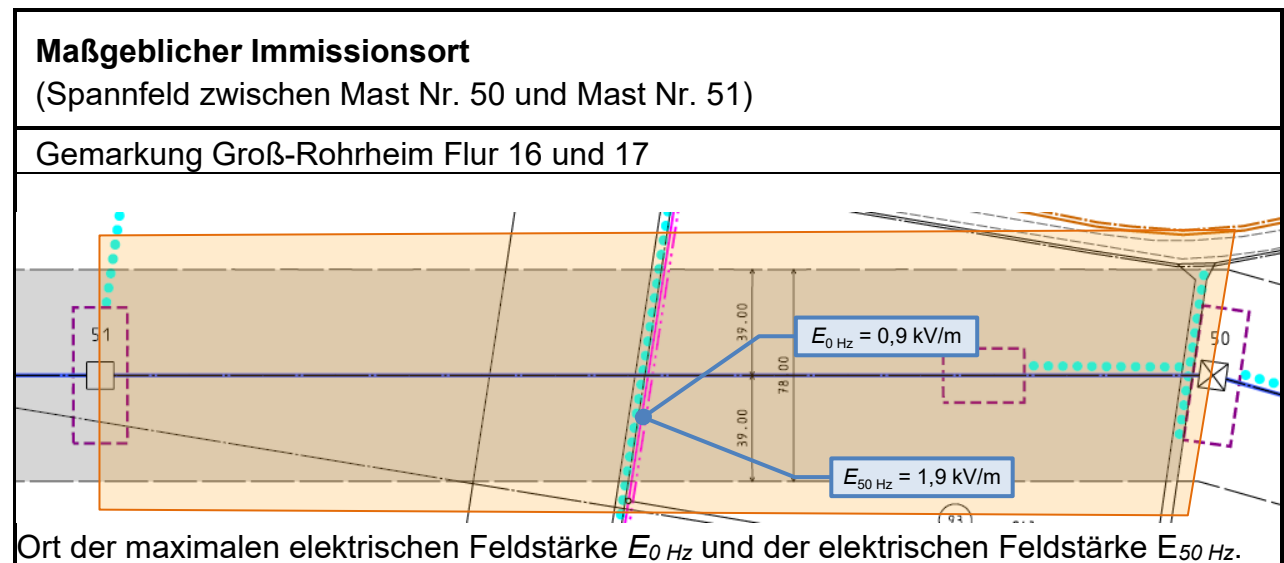 Maßgeblicher Immissionsort
(Spannfeld zwischen Mast Nr. 50 und Mast Nr. 51)
Gemarkung Groß-Rohrheim Flur 16 und 17
51
39.00
78.00
39.00
E0 Hz = 0,9 kV/m
50
E50 Hz = 1,9 kV/m
93
Ort der maximalen elektrischen Feldstärke E0 Hz und der elektrischen Feldstärke E50 Hz.